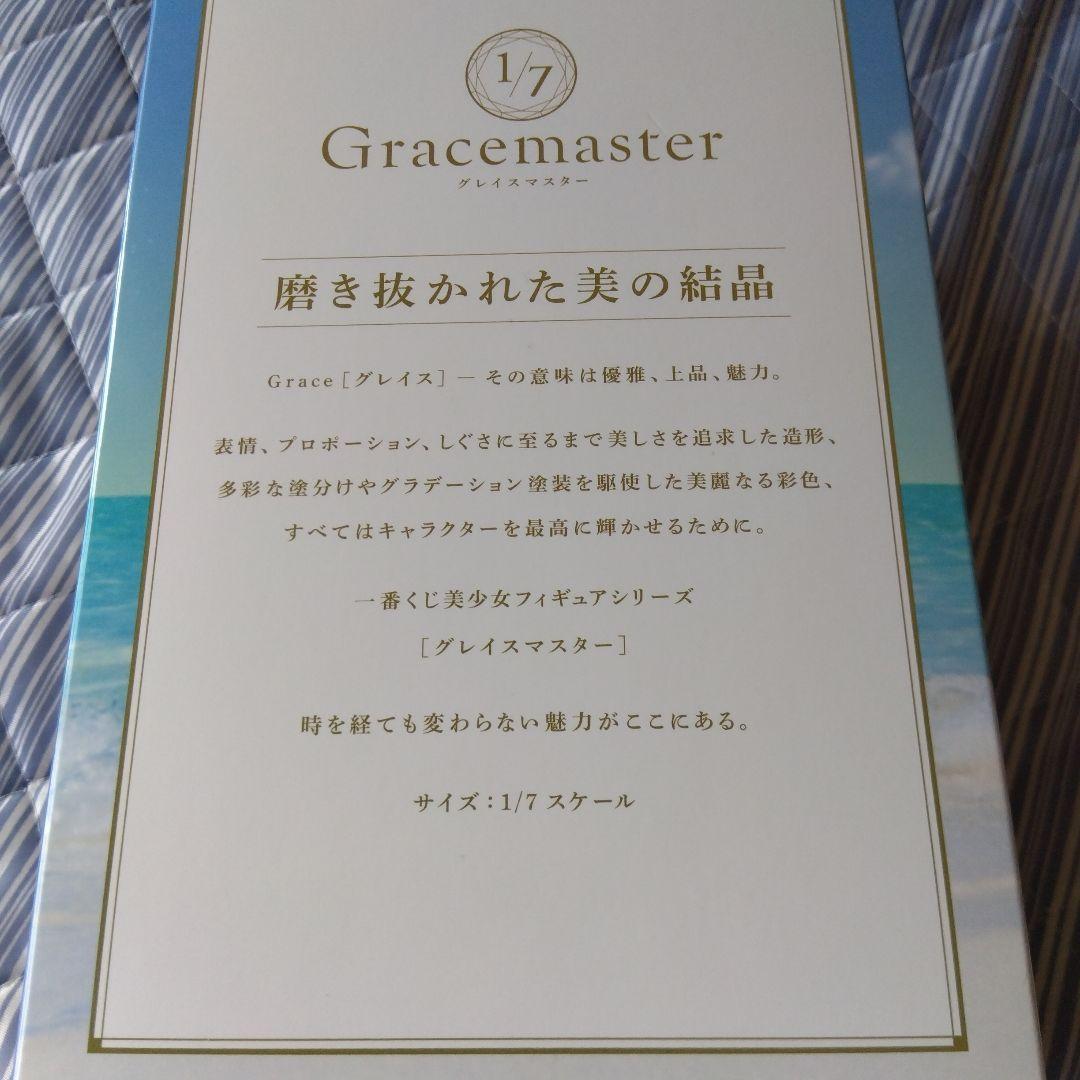 1/7
Gracemaster
グレイスマスター
磨き抜かれた美の結晶
Grace[グレイス] ― その意味は優雅、上品、魅力。
表情、プロポーション、しぐさに至るまで美しさを追求した造形、
多彩な塗分けやグラデーション塗装を駆使した美麗なる彩色、
すべてはキャラクターを最高に輝かせるために。
一番くじ美少女フィギュアシリーズ
[グレイスマスター]
時を経ても変わらない魅力がここにある。
サイズ：1/7 スケール